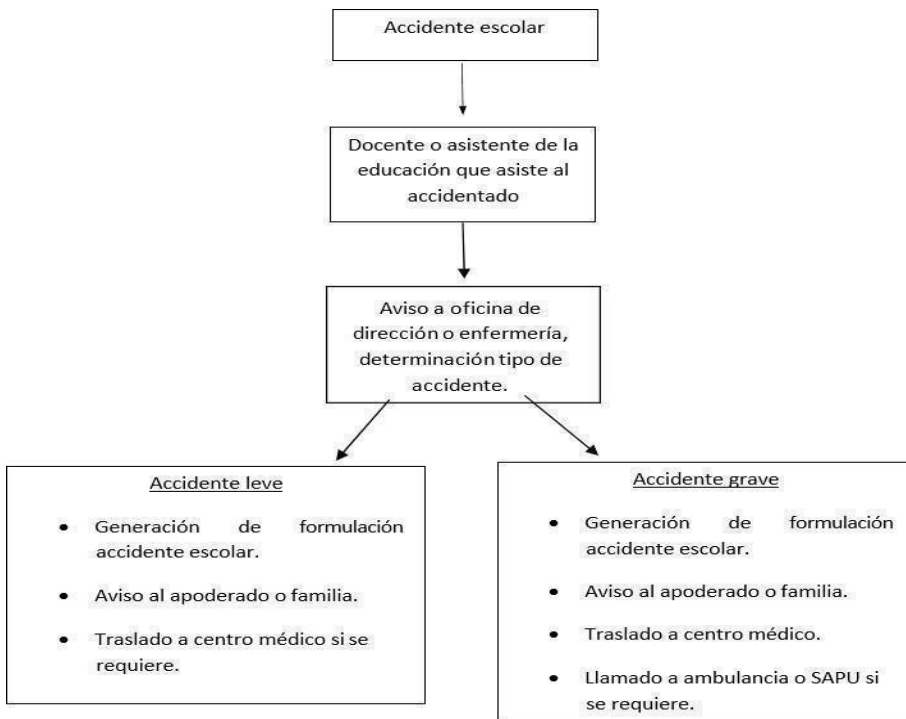 Accidente escolar
Docente o asistente de la
educación que asiste al
accidentado
Aviso a oficina de
dirección o enfermería,
determinación tipo de
accidente.
Accidente leve
• Generación de formulación
accidente escolar.
• Aviso al apoderado o familia.
• Traslado a centro médico si se
requiere.
Accidente grave
• Generación de formulación
accidente escolar.
• Aviso al apoderado o familia.
• Traslado a centro médico.
• Llamado a ambulancia o SAPU si
se requiere.